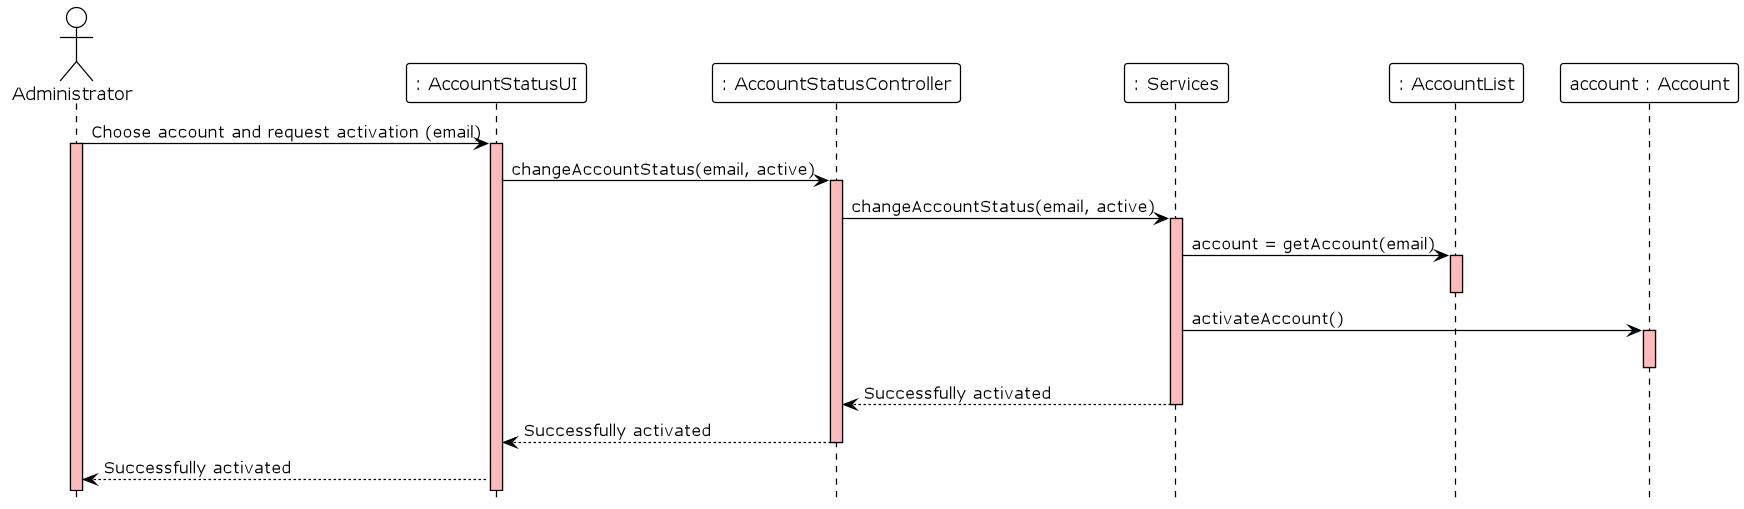 Administrator
: AccountStatusUI
: AccountStatusController
: Services
: AccountList
account : Account
Choose account and request activation (email)
changeAccountStatus(email, active)
changeAccountStatus(email, active)
account = getAccount(email)
activateAccount()
Successfully activated
Successfully activated
Successfully activated